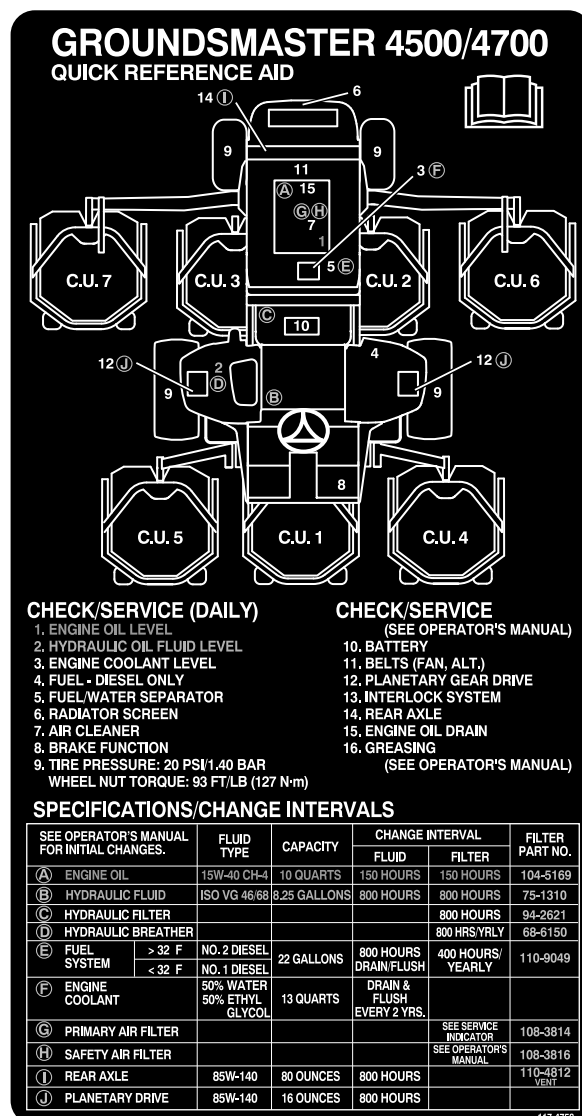 GROUNDSMASTER 4500/4700
QUICK REFERENCE AID
6
14 I
9
9
11
A 15
3 F
G H
7
1
5 E
C.U. 7
C.U. 3
C.U. 2
C.U. 6
C
10
4
12 J
2
D
12 J
9
B
9
8
C.U. 5
C.U. 1
C.U. 4
CHECK/SERVICE (DAILY)
1. ENGINE OIL LEVEL
2. HYDRAULIC OIL FLUID LEVEL
3. ENGINE COOLANT LEVEL
4. FUEL - DIESEL ONLY
5. FUEL/WATER SEPARATOR
6. RADIATOR SCREEN
7. AIR CLEANER
8. BRAKE FUNCTION
9. TIRE PRESSURE: 20 PSI/1.40 BAR
WHEEL NUT TORQUE: 93 FT/LB (127 N·m)
CHECK/SERVICE
(SEE OPERATOR'S MANUAL)
10. BATTERY
11. BELTS (FAN, ALT.)
12. PLANETARY GEAR DRIVE
13. INTERLOCK SYSTEM
14. REAR AXLE
15. ENGINE OIL DRAIN
16. GREASING
(SEE OPERATOR'S MANUAL)
SPECIFICATIONS/CHANGE INTERVALS
SEE OPERATOR'S MANUAL FOR INITIAL CHANGES. FLUID TYPE CAPACITY CHANGE INTERVAL FLUID FILTER FILTER PART NO.
A ENGINE OIL 15W-40 CH-4 10 QUARTS 150 HOURS 150 HOURS 104-5169
B HYDRAULIC FLUID ISO VG 46/68 8.25 GALLONS 800 HOURS 800 HOURS 75-1310
C HYDRAULIC FILTER 800 HOURS 94-2621
D HYDRAULIC BREATHER 800 HRS/YRLY 68-6150
E FUEL SYSTEM > 32 F NO. 2 DIESEL 22 GALLONS 800 HOURS DRAIN/FLUSH 400 HOURS/ YEARLY 110-9049
< 32 F NO. 1 DIESEL
F ENGINE COOLANT 50% WATER 50% ETHYL GLYCOL 13 QUARTS DRAIN & FLUSH EVERY 2 YRS.
G PRIMARY AIR FILTER SEE SERVICE INDICATOR 108-3814
H SAFETY AIR FILTER SEE OPERATOR'S MANUAL 108-3816
I REAR AXLE 85W-140 80 OUNCES 800 HOURS 110-4812 VENT
J PLANETARY DRIVE 85W-140 16 OUNCES 800 HOURS